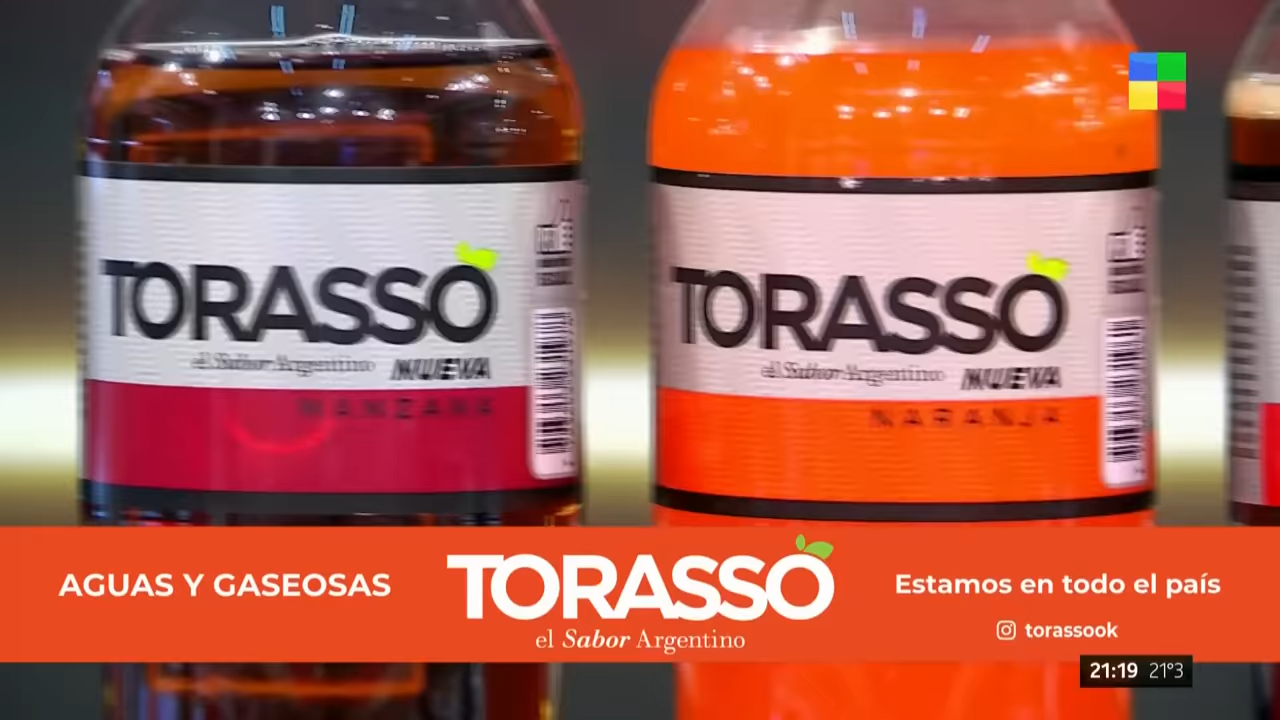 TORASSO
el Sabor Argentino NUEVA
MANZANA
TORASSO
el Sabor Argentino NUEVA
NARANJA
AGUAS Y GASEOSAS
TORASSO
el Sabor Argentino
Estamos en todo el país
torassook
21:19 21°3